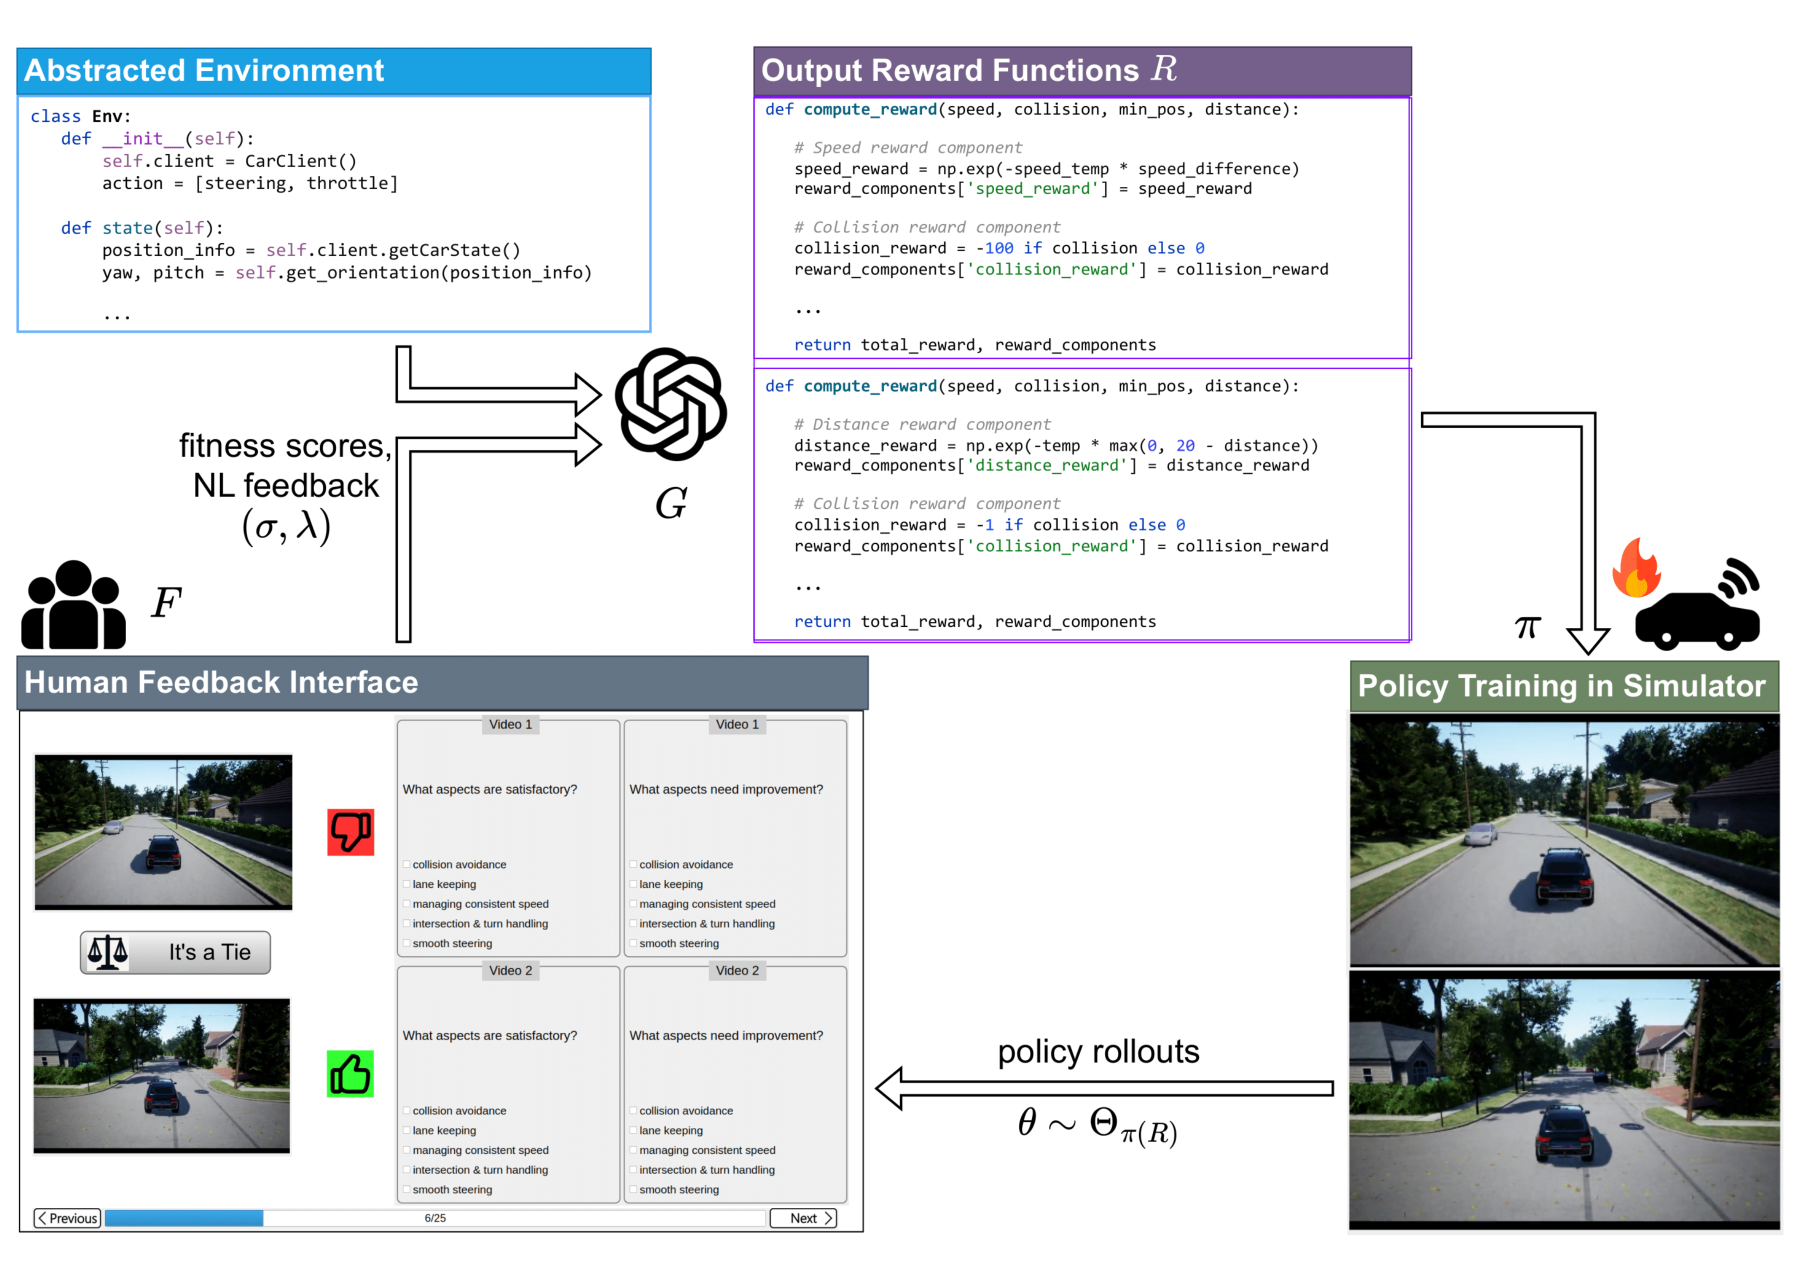 Abstracted Environment
class Env:
def __init__(self):
self.client = CarClient()
action = [steering, throttle]
def state(self):
position_info = self.client.getCarState()
yaw, pitch = self.get_orientation(position_info)
...
Output Reward Functions R
def compute_reward(speed, collision, min_pos, distance):
# Speed reward component
speed_reward = np.exp(-speed_temp * speed_difference)
reward_components['speed_reward'] = speed_reward
# Collision reward component
collision_reward = -100 if collision else 0
reward_components['collision_reward'] = collision_reward
...
return total_reward, reward_components
def compute_reward(speed, collision, min_pos, distance):
# Distance reward component
distance_reward = np.exp(-temp * max(0, 20 - distance))
reward_components['distance_reward'] = distance_reward
# Collision reward component
collision_reward = -1 if collision else 0
reward_components['collision_reward'] = collision_reward
...
return total_reward, reward_components
fitness scores,
NL feedback
(σ, λ)
G
F
π
Human Feedback Interface
It's a Tie
Video 1
What aspects are satisfactory?
collision avoidance
lane keeping
managing consistent speed
intersection & turn handling
smooth steering
Video 1
What aspects need improvement?
collision avoidance
lane keeping
managing consistent speed
intersection & turn handling
smooth steering
Video 2
What aspects are satisfactory?
collision avoidance
lane keeping
managing consistent speed
intersection & turn handling
smooth steering
Video 2
What aspects need improvement?
collision avoidance
lane keeping
managing consistent speed
intersection & turn handling
smooth steering
< Previous
6/25
Next >
policy rollouts
θ ∼ Θπ(R)
Policy Training in Simulator